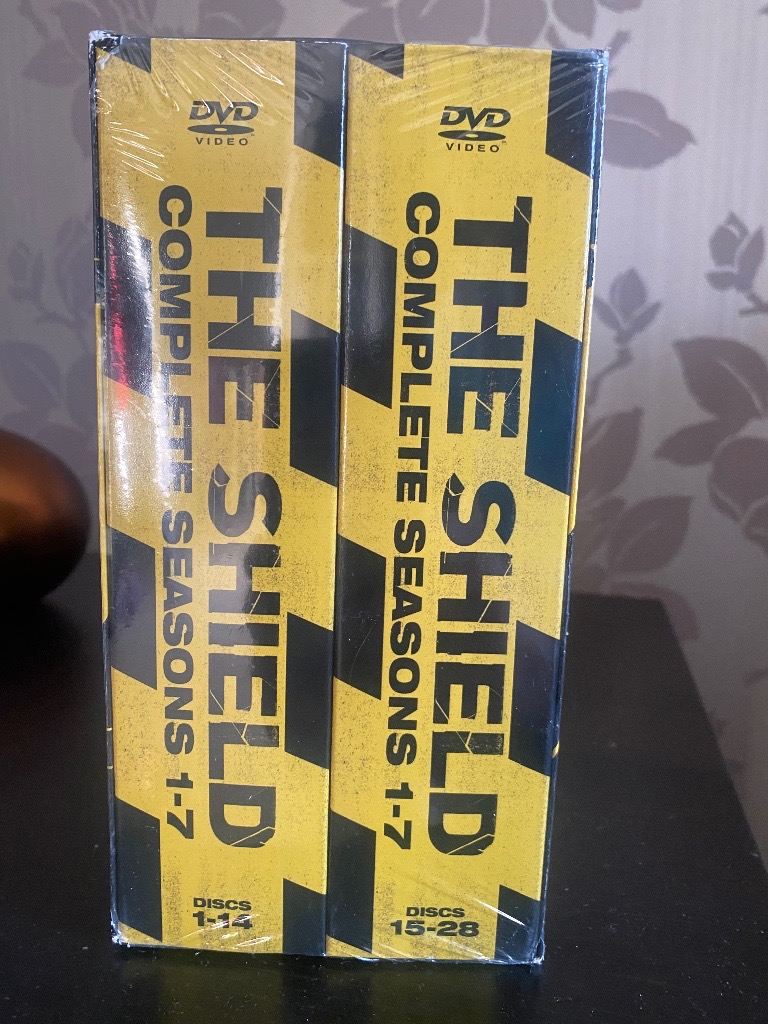 DVD
VIDEO
THE SHIELD
COMPLETE SEASONS 1-7
DISCS
1-14
DVD
VIDEO
THE SHIELD
COMPLETE SEASONS 1-7
DISCS
15-28